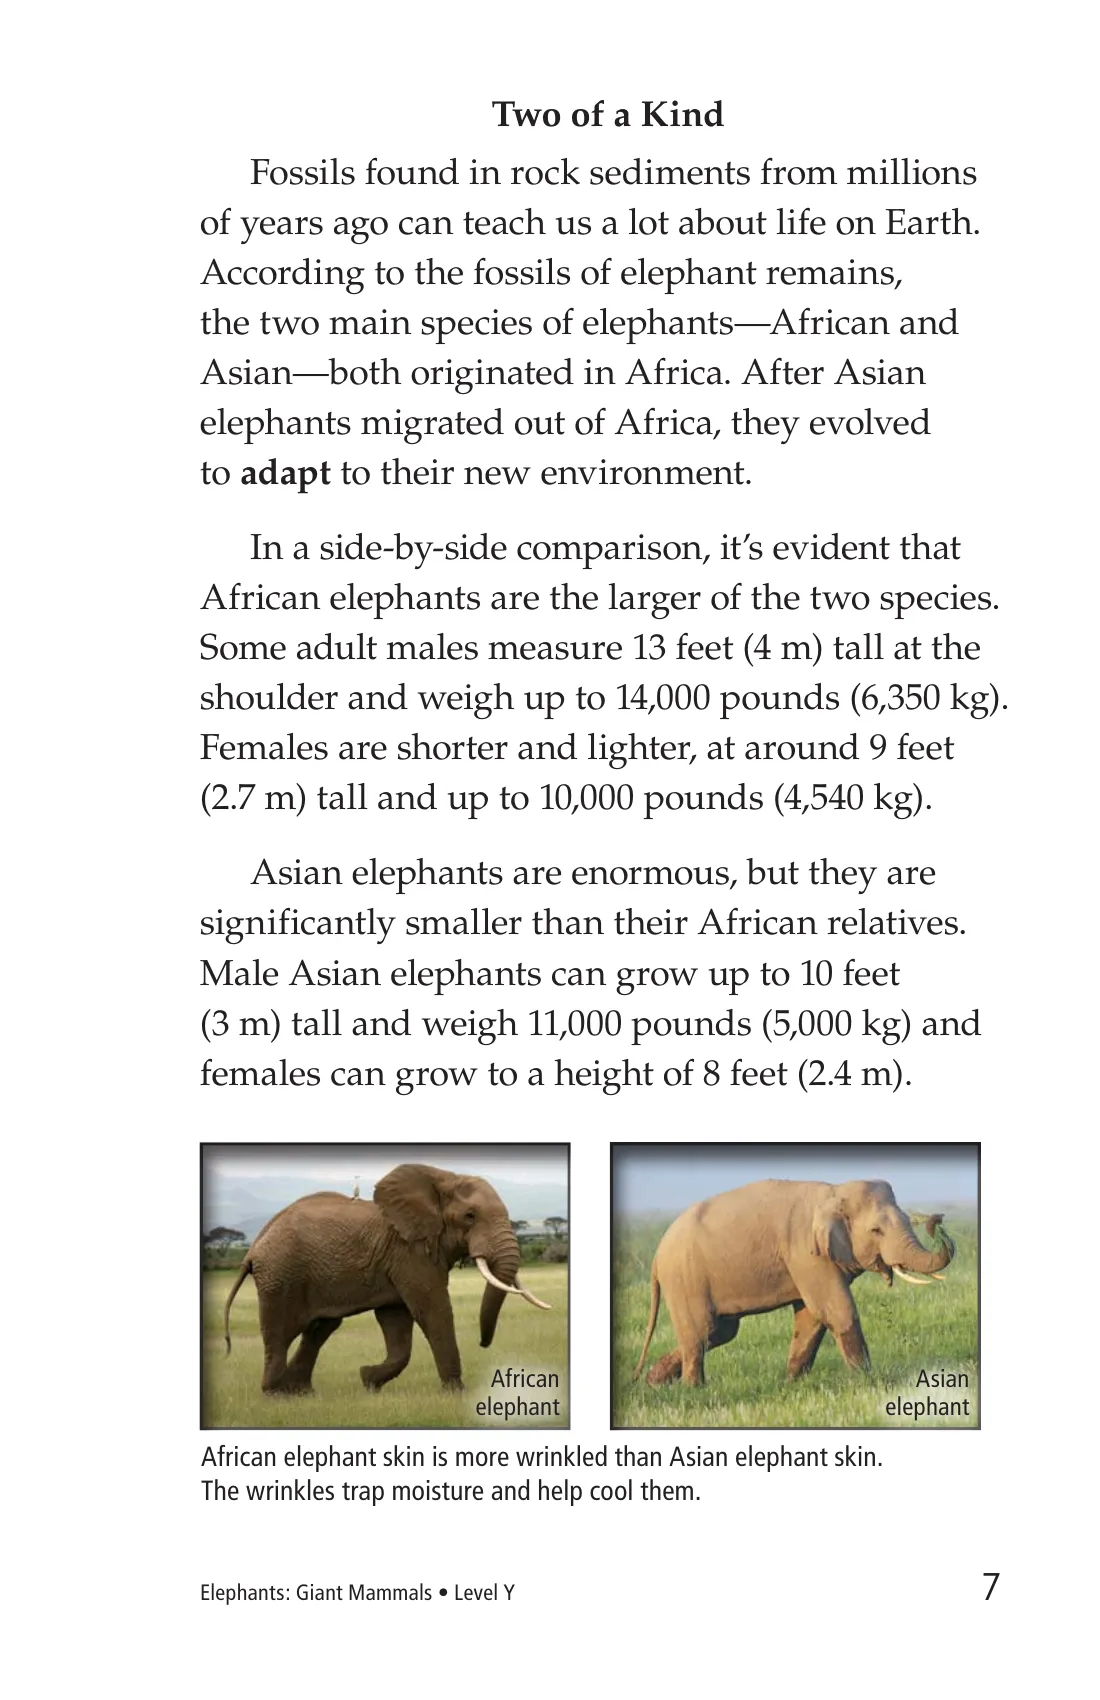 Two of a Kind
Fossils found in rock sediments from millions
of years ago can teach us a lot about life on Earth.
According to the fossils of elephant remains,
the two main species of elephants—African and
Asian—both originated in Africa. After Asian
elephants migrated out of Africa, they evolved
to adapt to their new environment.
In a side-by-side comparison, it’s evident that
African elephants are the larger of the two species.
Some adult males measure 13 feet (4 m) tall at the
shoulder and weigh up to 14,000 pounds (6,350 kg).
Females are shorter and lighter, at around 9 feet
(2.7 m) tall and up to 10,000 pounds (4,540 kg).
Asian elephants are enormous, but they are
significantly smaller than their African relatives.
Male Asian elephants can grow up to 10 feet
(3 m) tall and weigh 11,000 pounds (5,000 kg) and
females can grow to a height of 8 feet (2.4 m).
African
elephant
Asian
elephant
African elephant skin is more wrinkled than Asian elephant skin.
The wrinkles trap moisture and help cool them.
Elephants: Giant Mammals • Level Y
7